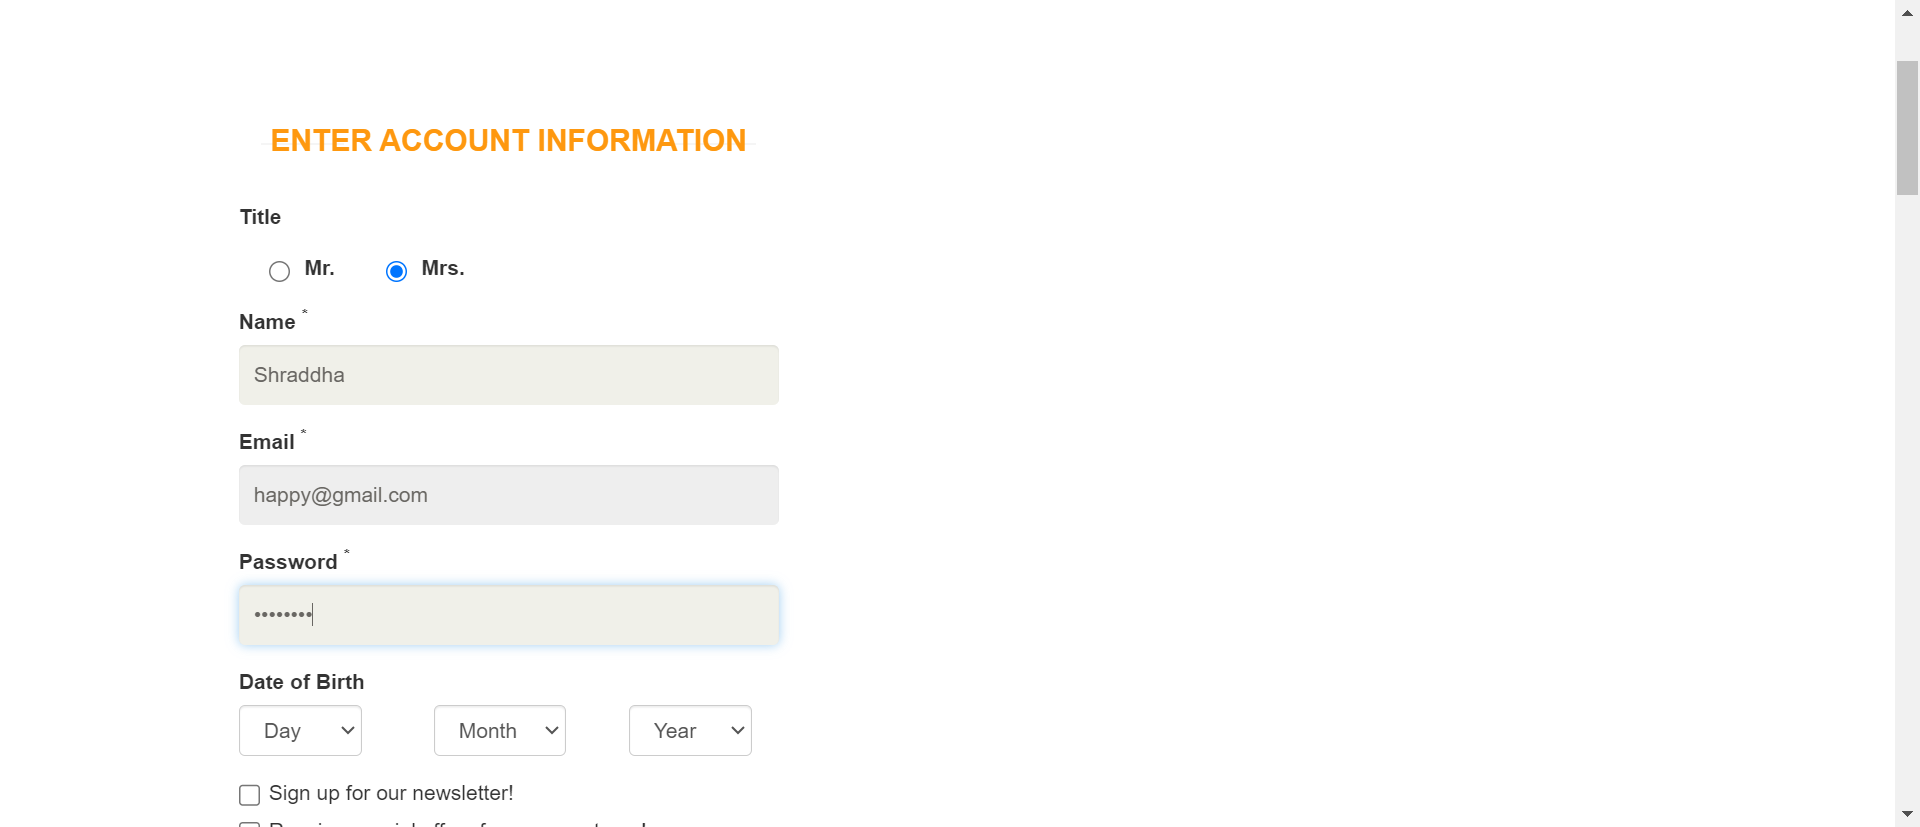 ENTER ACCOUNT INFORMATION
Title
Mr. Mrs.
Name *
Shraddha
Email *
happy@gmail.com
Password *
••••••••
Date of Birth
Day Month Year
Sign up for our newsletter!